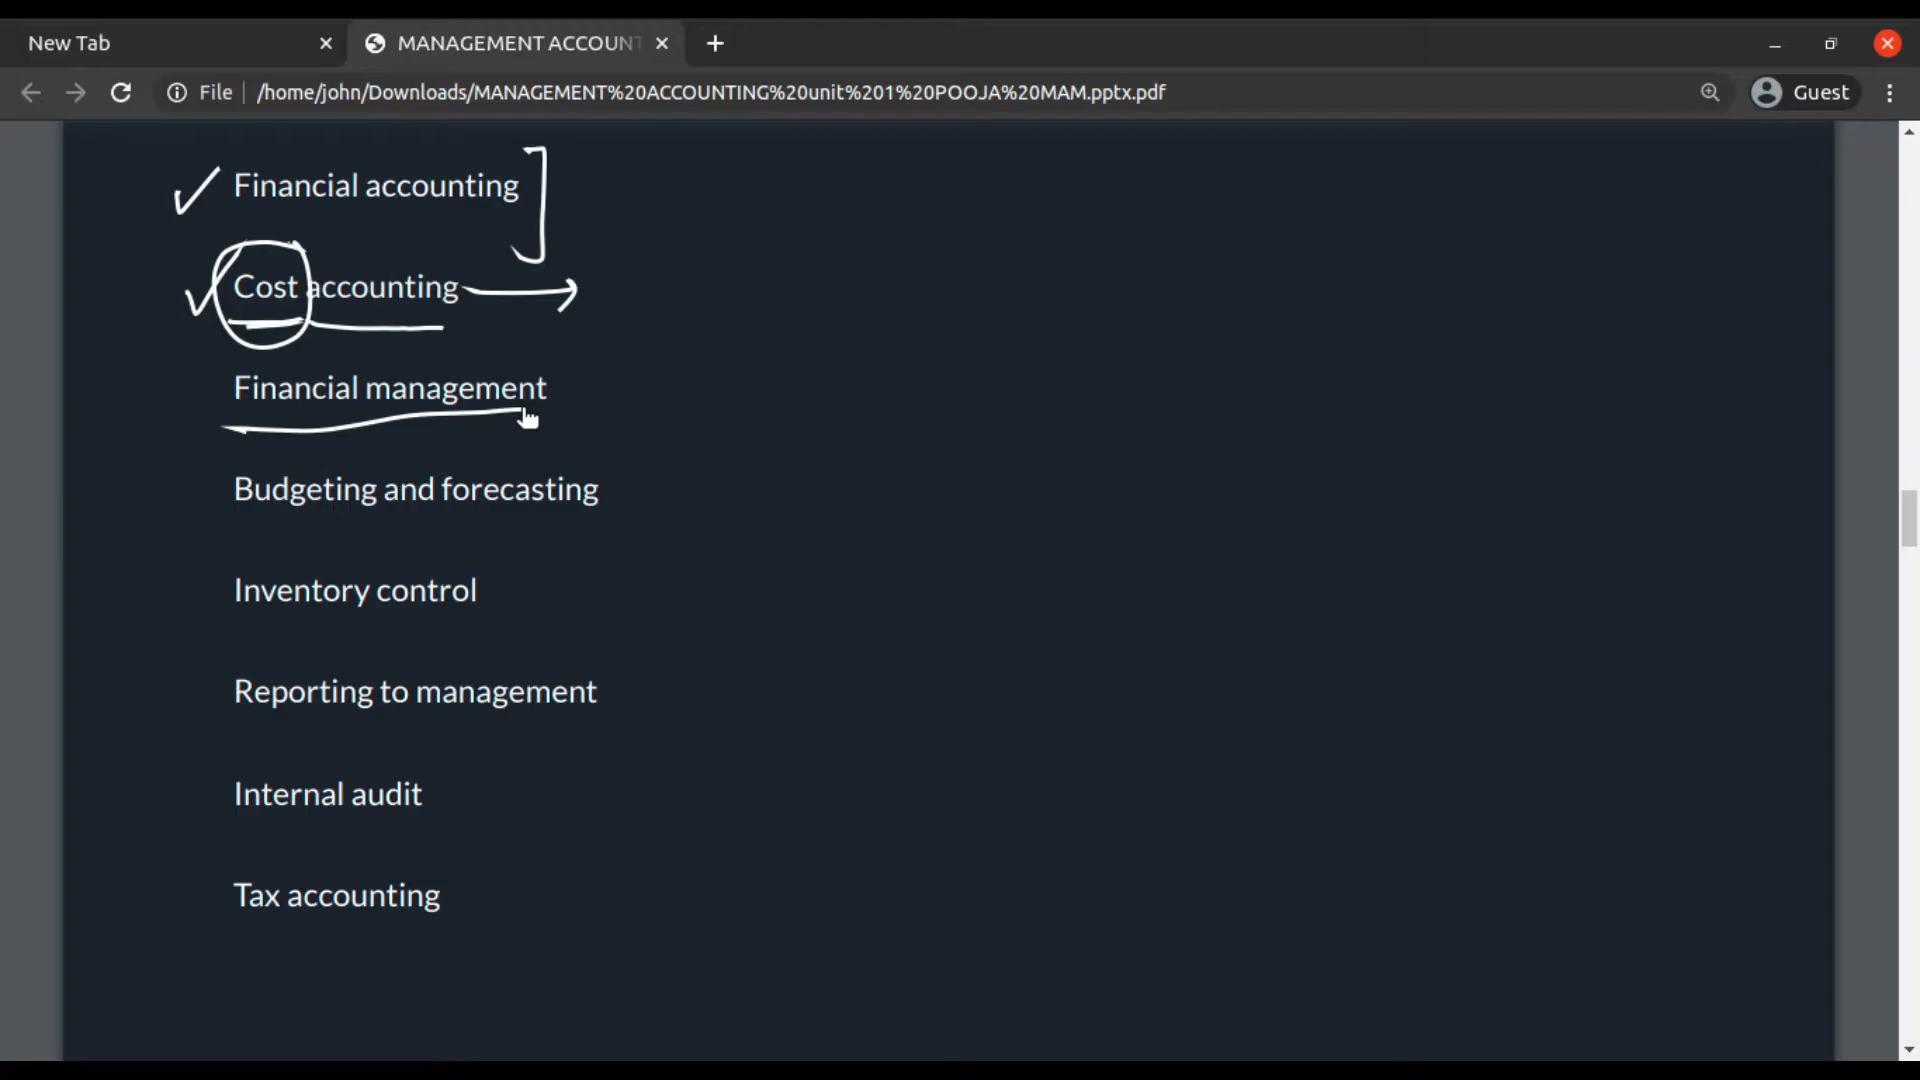 New Tab
MANAGEMENT ACCOUNT
File
/home/john/Downloads/MANAGEMENT%20ACCOUNTING%20unit%201%20POOJA%20MAM.pptx.pdf
Guest
Financial accounting
Cost accounting
Financial management
Budgeting and forecasting
Inventory control
Reporting to management
Internal audit
Tax accounting